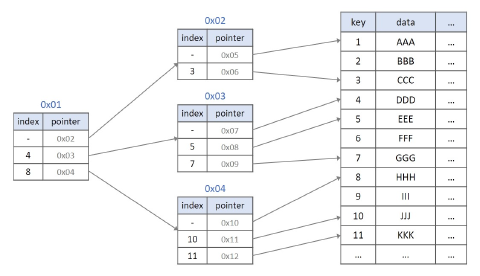 0x01
index pointer
- 0x02
4 0x03
8 0x04
0x02
index pointer
- 0x05
3 0x06
0x03
index pointer
- 0x07
5 0x08
7 0x09
0x04
index pointer
- 0x10
10 0x11
11 0x12
key data ...
1 AAA ...
2 BBB ...
3 CCC ...
4 DDD ...
5 EEE ...
6 FFF ...
7 GGG ...
8 HHH ...
9 III ...
10 JJJ ...
11 KKK ...
... ... ...